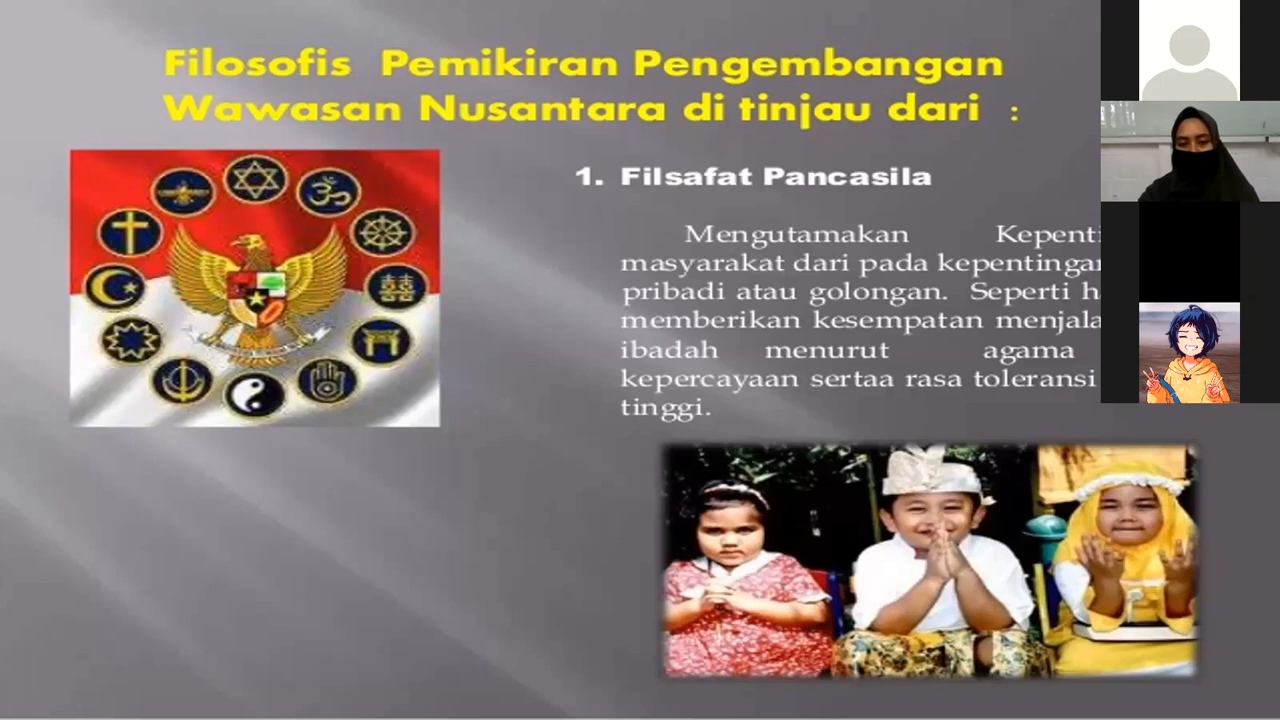 Filosofis Pemikiran Pengembangan
Wawasan Nusantara di tinjau dari :
1. Filsafat Pancasila
Mengutamakan
masyarakat dari pada
pribadi atau golongan. Seperti
memberikan kesempatan
ibadah menurut agama
kepercayaan sertaa rasa toleransi
tinggi.